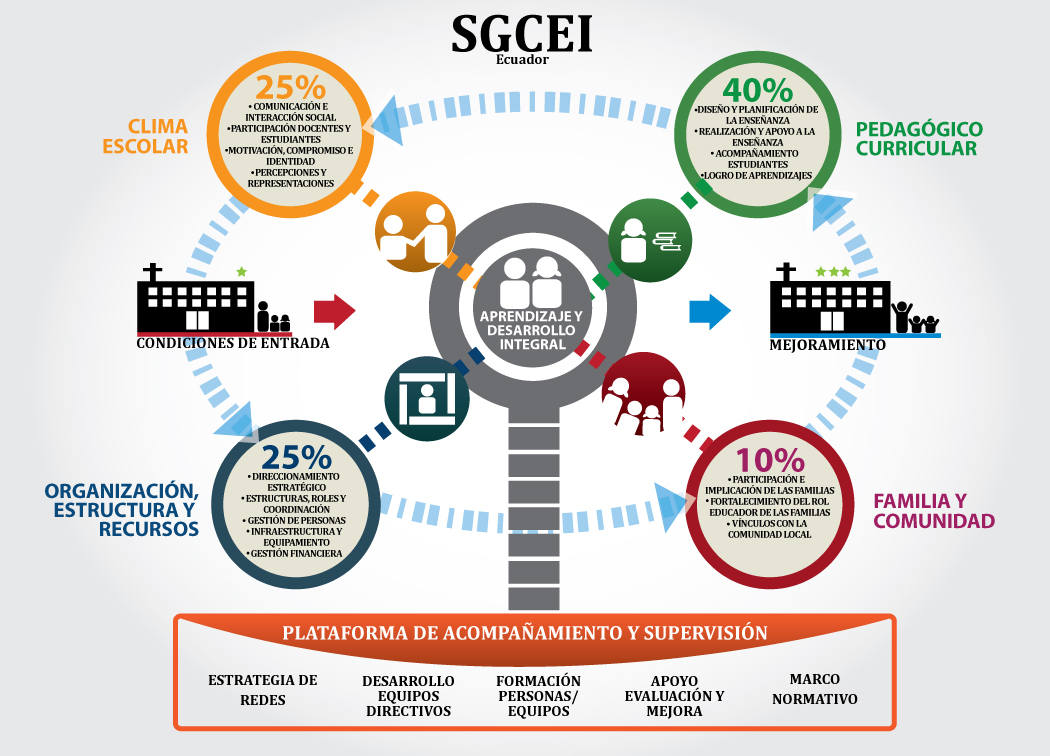 SGCEI
Ecuador
25%
• COMUNICACIÓN E
INTERACCIÓN SOCIAL
•PARTICIPACIÓN DOCENTES Y
ESTUDIANTES
•MOTIVACIÓN, COMPROMISO E
IDENTIDAD
• PERCEPCIONES Y
REPRESENTACIONES
CLIMA
ESCOLAR
40%
•DISEÑO Y PLANIFICACIÓN DE
LA ENSEÑANZA
• REALIZACIÓN Y APOYO A LA
ENSEÑANZA
• ACOMPAÑAMIENTO
ESTUDIANTES
•LOGRO DE APRENDIZAJES
PEDAGÓGICO
CURRICULAR
APRENDIZAJE Y
DESARROLLO
INTEGRAL
CONDICIONES DE ENTRADA
MEJORAMIENTO
ORGANIZACIÓN,
ESTRUCTURA Y
RECURSOS
25%
• DIRECCIONAMIENTO
ESTRATÉGICO
• ESTRUCTURAS, ROLES Y
COORDINACIÓN
• GESTIÓN DE PERSONAS
• INFRAESTRUCTURA Y
EQUIPAMIENTO
• GESTIÓN FINANCIERA
10%
• PARTICIPACIÓN E
IMPLICACIÓN DE LAS FAMILIAS
• FORTALECIMIENTO DEL ROL
EDUCADOR DE LAS FAMILIAS
• VÍNCULOS CON LA
COMUNIDAD LOCAL
FAMILIA Y
COMUNIDAD
PLATAFORMA DE ACOMPAÑAMIENTO Y SUPERVISIÓN
ESTRATEGIA DE
REDES
DESARROLLO
EQUIPOS
DIRECTIVOS
FORMACIÓN
PERSONAS/
EQUIPOS
APOYO
EVALUACIÓN Y
MEJORA
MARCO
NORMATIVO